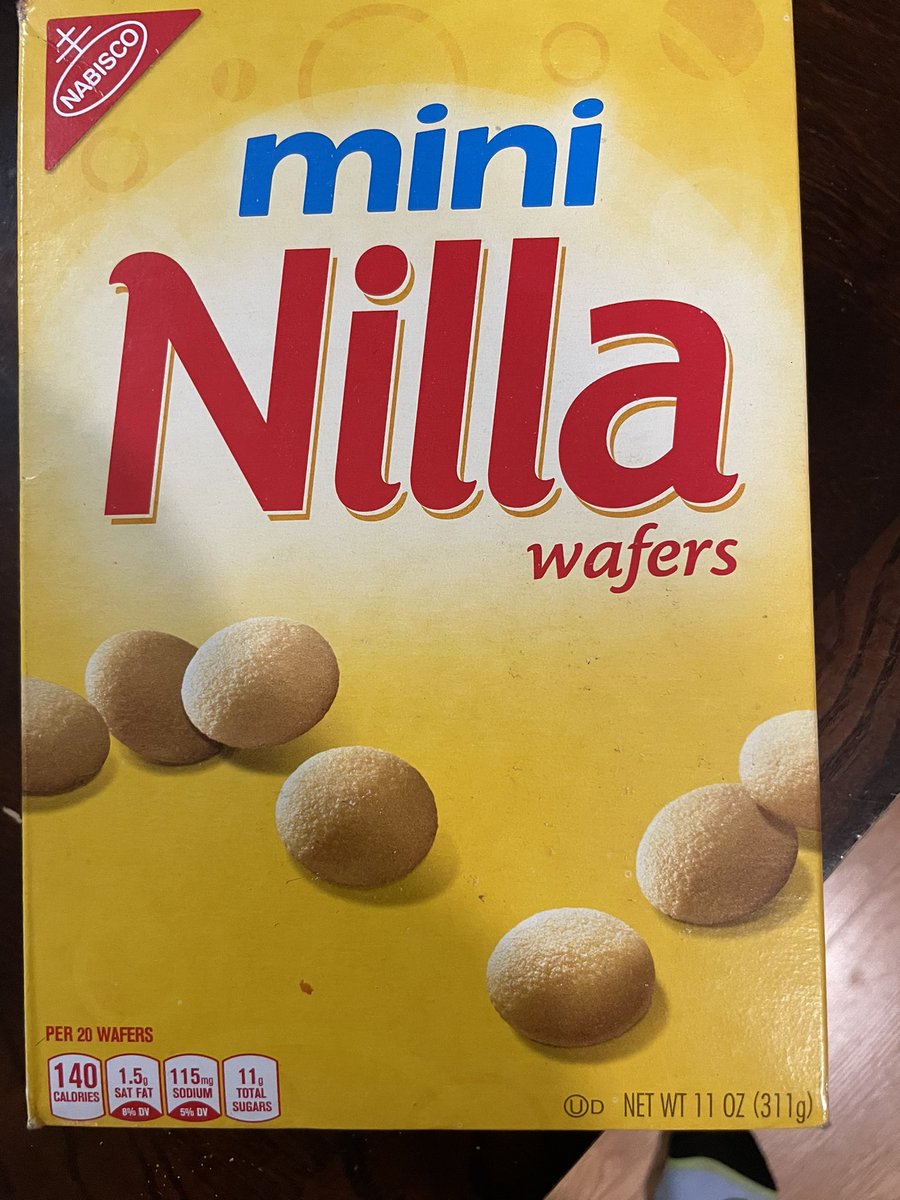 NABISCO
mini
Nilla
wafers
PER 20 WAFERS
140
CALORIES
1.5g
SAT FAT
8% DV
115mg
SODIUM
5% DV
11g
TOTAL
SUGARS
UD NET WT 11 OZ (311g)